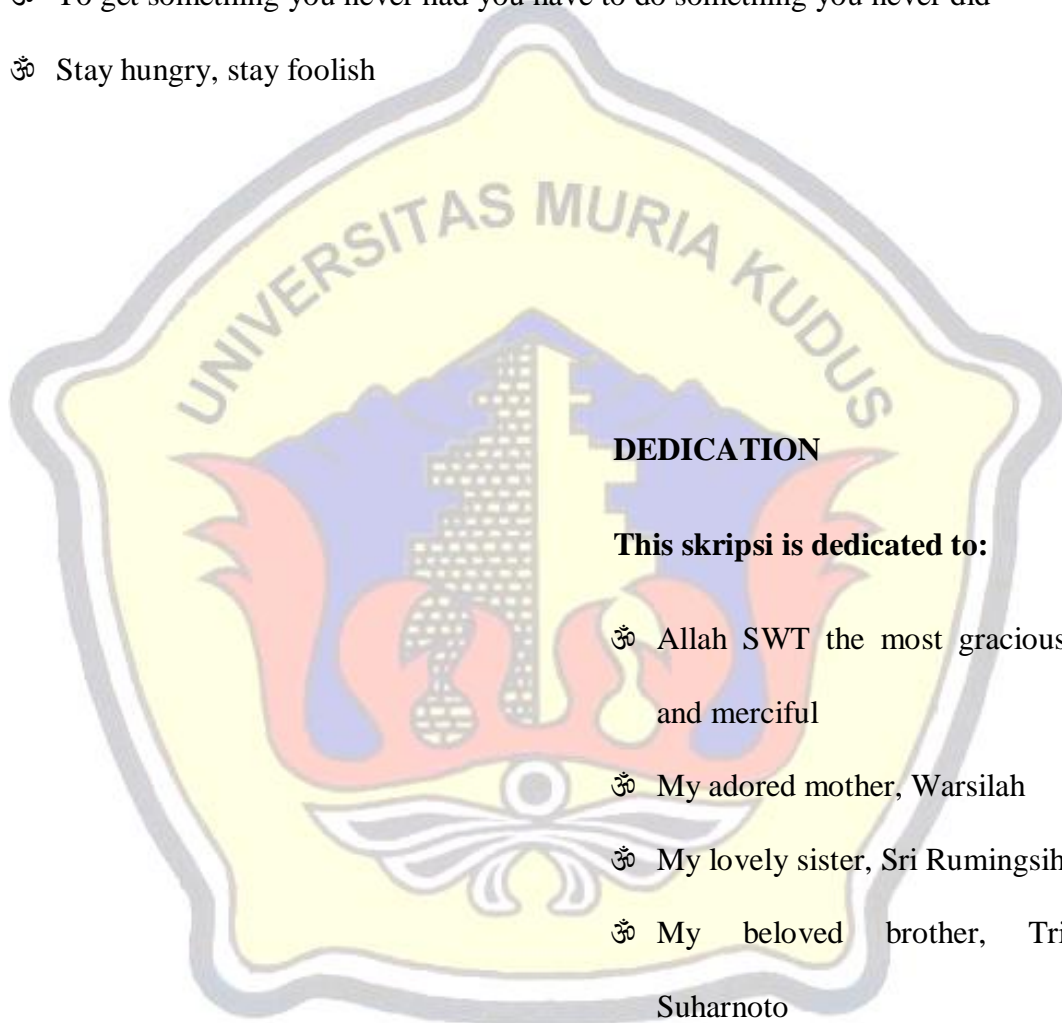 ॐ To get something you never had you have to do something you never did
ॐ Stay hungry, stay foolish
UNIVERSITAS MURIA KUDUS
DEDICATION
This skripsi is dedicated to:
ॐ Allah SWT the most gracious
and merciful
ॐ My adored mother, Warsilah
ॐ My lovely sister, Sri Rumingsih
ॐ My beloved brother, Tri
Suharnoto